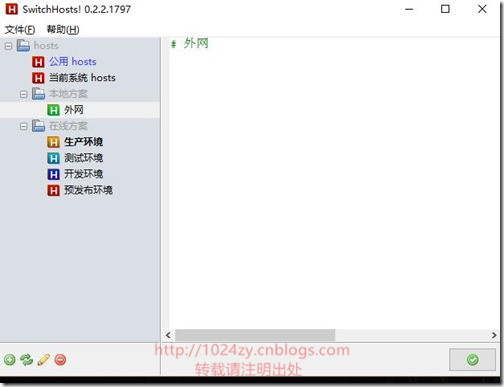 SwitchHosts! 0.2.2.1797
文件(F) 帮助(H)
hosts
公用 hosts
当前系统 hosts
本地方案
外网
在线方案
生产环境
测试环境
开发环境
预发布环境
# 外网
http://1024zy.cnblogs.com
转载请注明出处